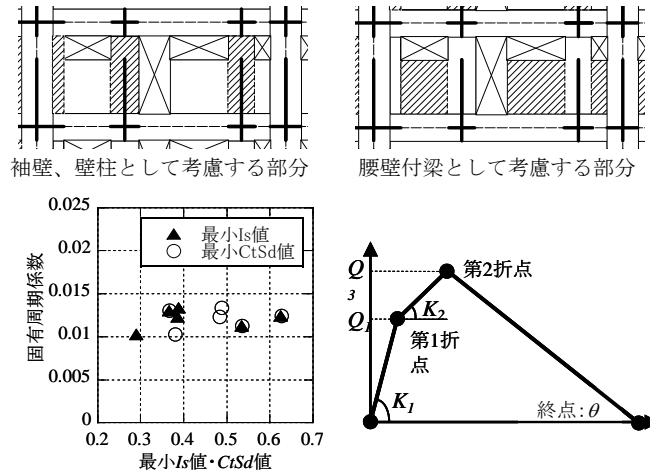 袖壁、壁柱として考慮する部分
腰壁付梁として考慮する部分
0.025
0.02
0.015
0.01
0.005
0
固有周期係数
最小Is値
最小CtSd値
0.2 0.3 0.4 0.5 0.6 0.7
最小Is値・CtSd値
Q
3
第2折点
Q1
K2
第1折
点
K1
終点:θ